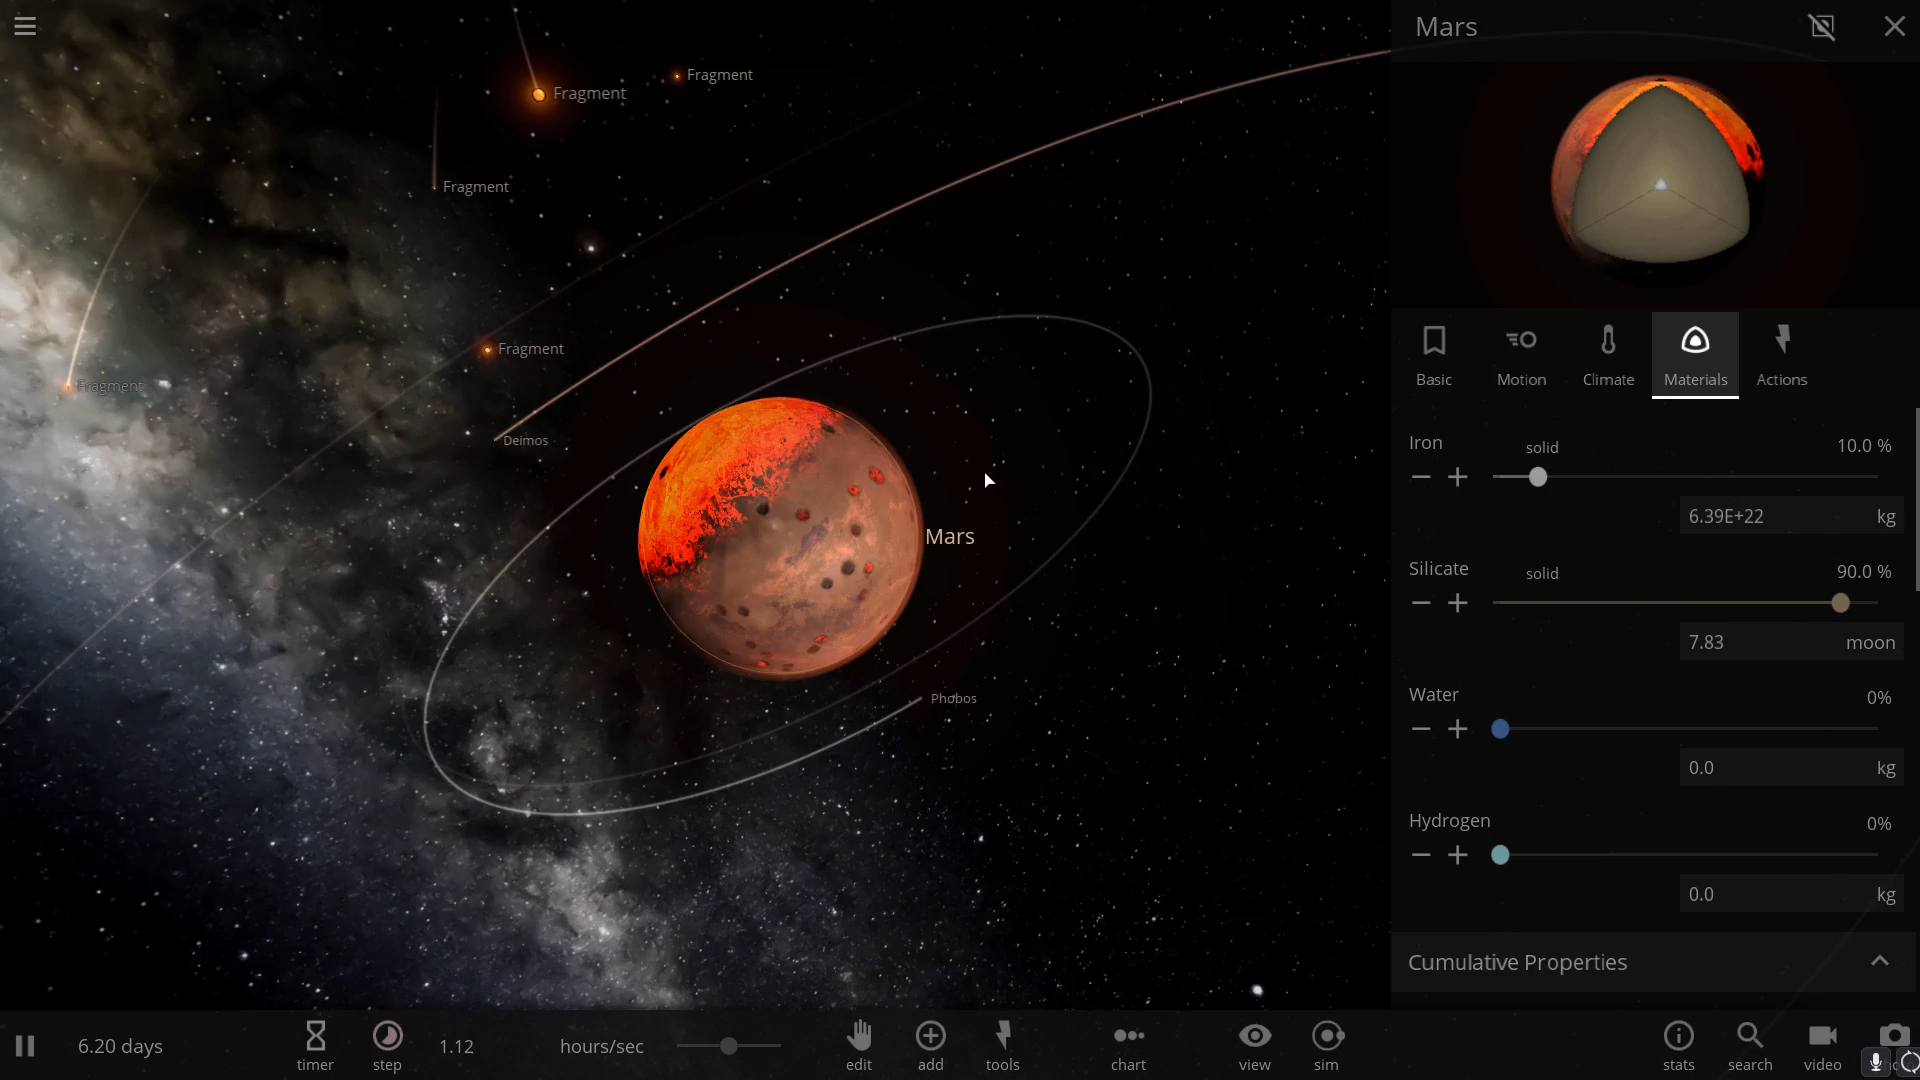 Mars
Fragment
Fragment
Fragment
Fragment
Fragment
Deimos
Mars
Phobos
Basic
Motion
Climate
Materials
Actions
Iron
solid
10.0 %
6.39E+22 kg
Silicate
solid
90.0 %
7.83 moon
Water
0%
0.0 kg
Hydrogen
0%
0.0 kg
Cumulative Properties
6.20 days
timer
step
1.12
hours/sec
edit
add
tools
chart
view
sim
stats
search
video